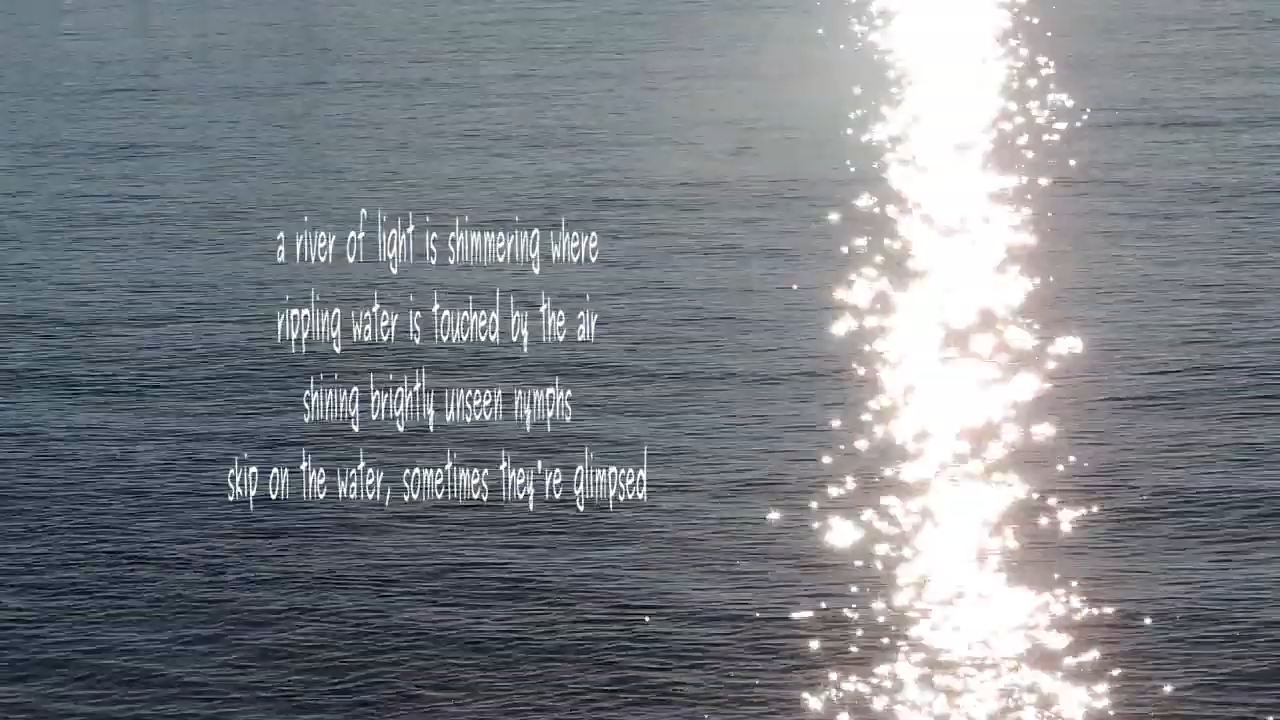 a river of light is shimmering where
rippling water is touched by the air
shining brightly unseen nymphs
skip on the water, sometimes they're glimpsed